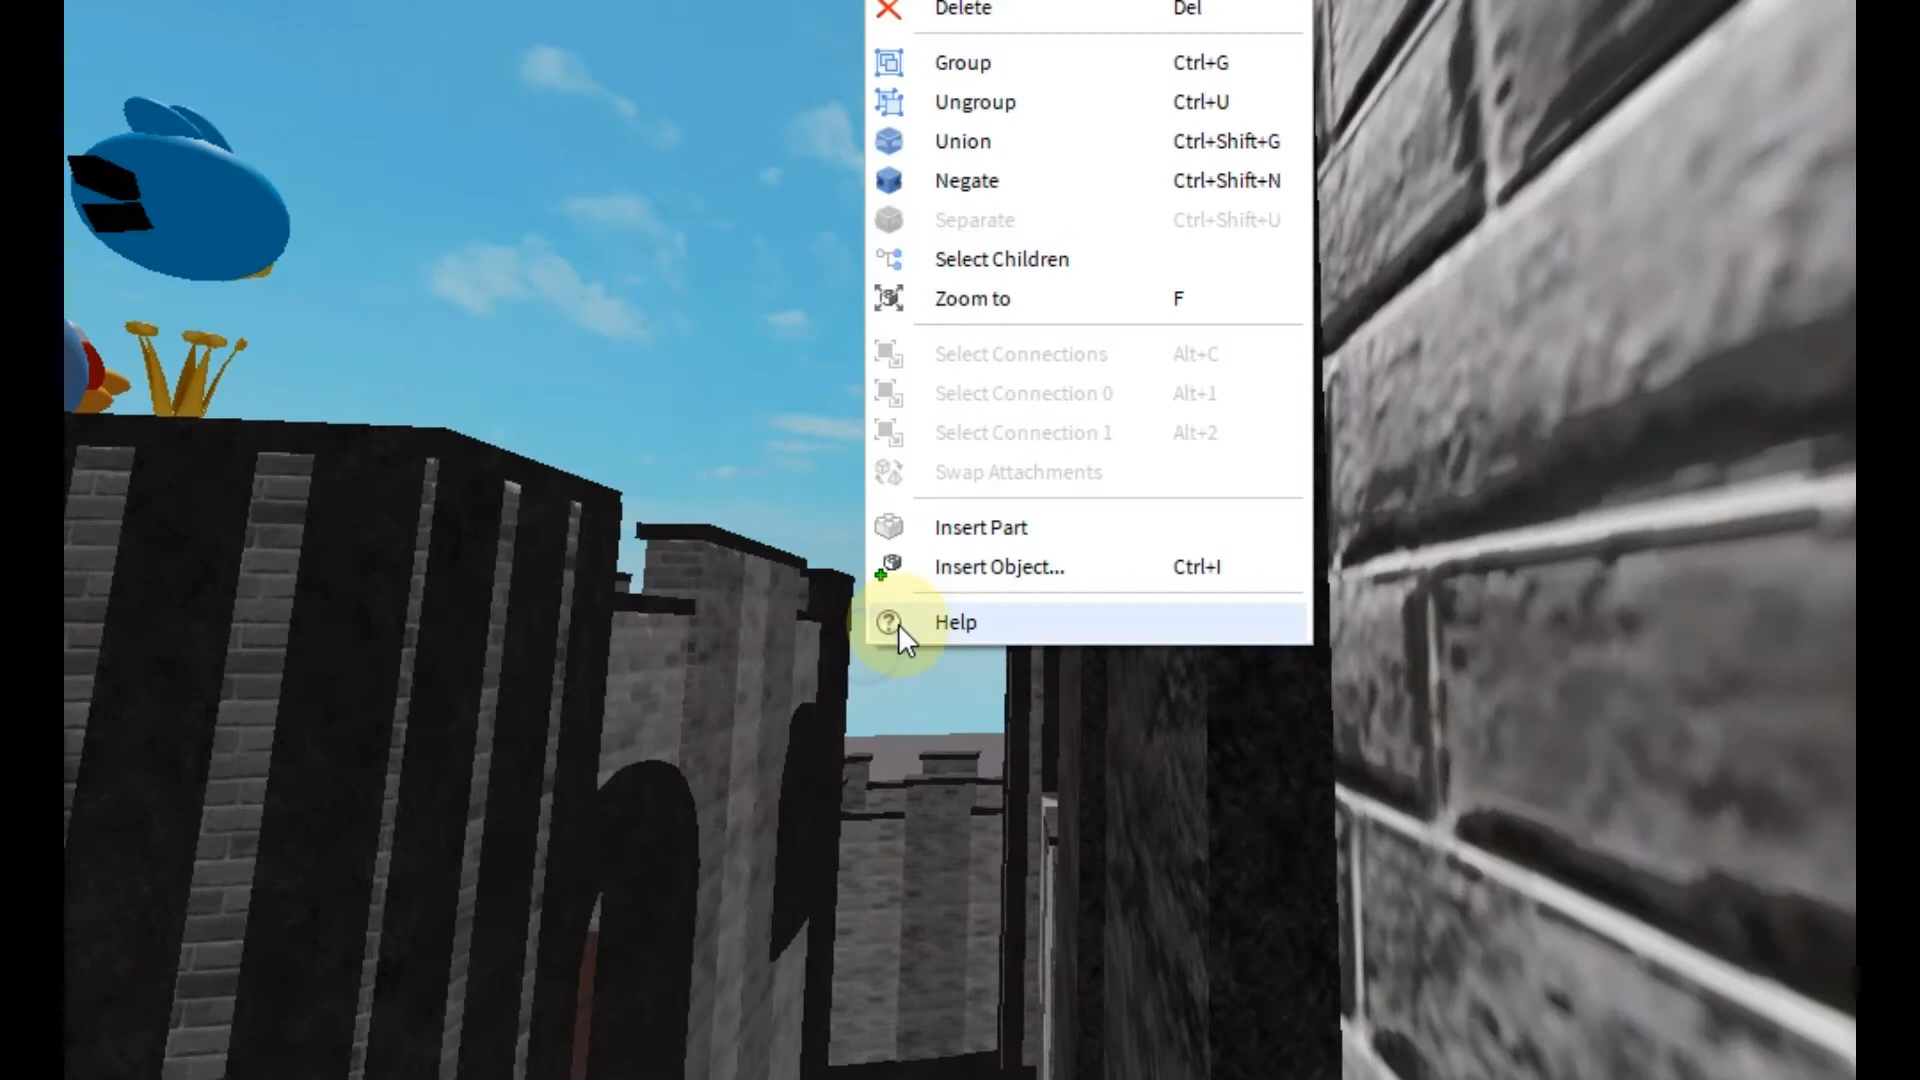 Delete Del
Group Ctrl+G
Ungroup Ctrl+U
Union Ctrl+Shift+G
Negate Ctrl+Shift+N
Separate Ctrl+Shift+U
Select Children
Zoom to F
Select Connections Alt+C
Select Connection 0 Alt+1
Select Connection 1 Alt+2
Swap Attachments
Insert Part
Insert Object... Ctrl+I
Help